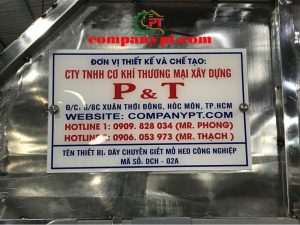 PT
companypt.com
ĐƠN VỊ THIẾT KẾ VÀ CHẾ TẠO:
CTY TNHH CƠ KHÍ THƯƠNG MẠI XÂY DỰNG
P & T
Đ/C: 6/8C XUÂN THỚI ĐÔNG, HÓC MÔN, TP.HCM
WEBSITE: COMPANYPT.COM
HOTLINE 1: 0909. 828 034 (MR. PHONG)
HOTLINE 2: 0906. 053 973 (MR. THẠCH )
TÊN THIẾT BỊ: DÂY CHUYỀN GIẾT MỔ HEO CÔNG NGHIỆP
MÃ SỐ: DCH - 02A